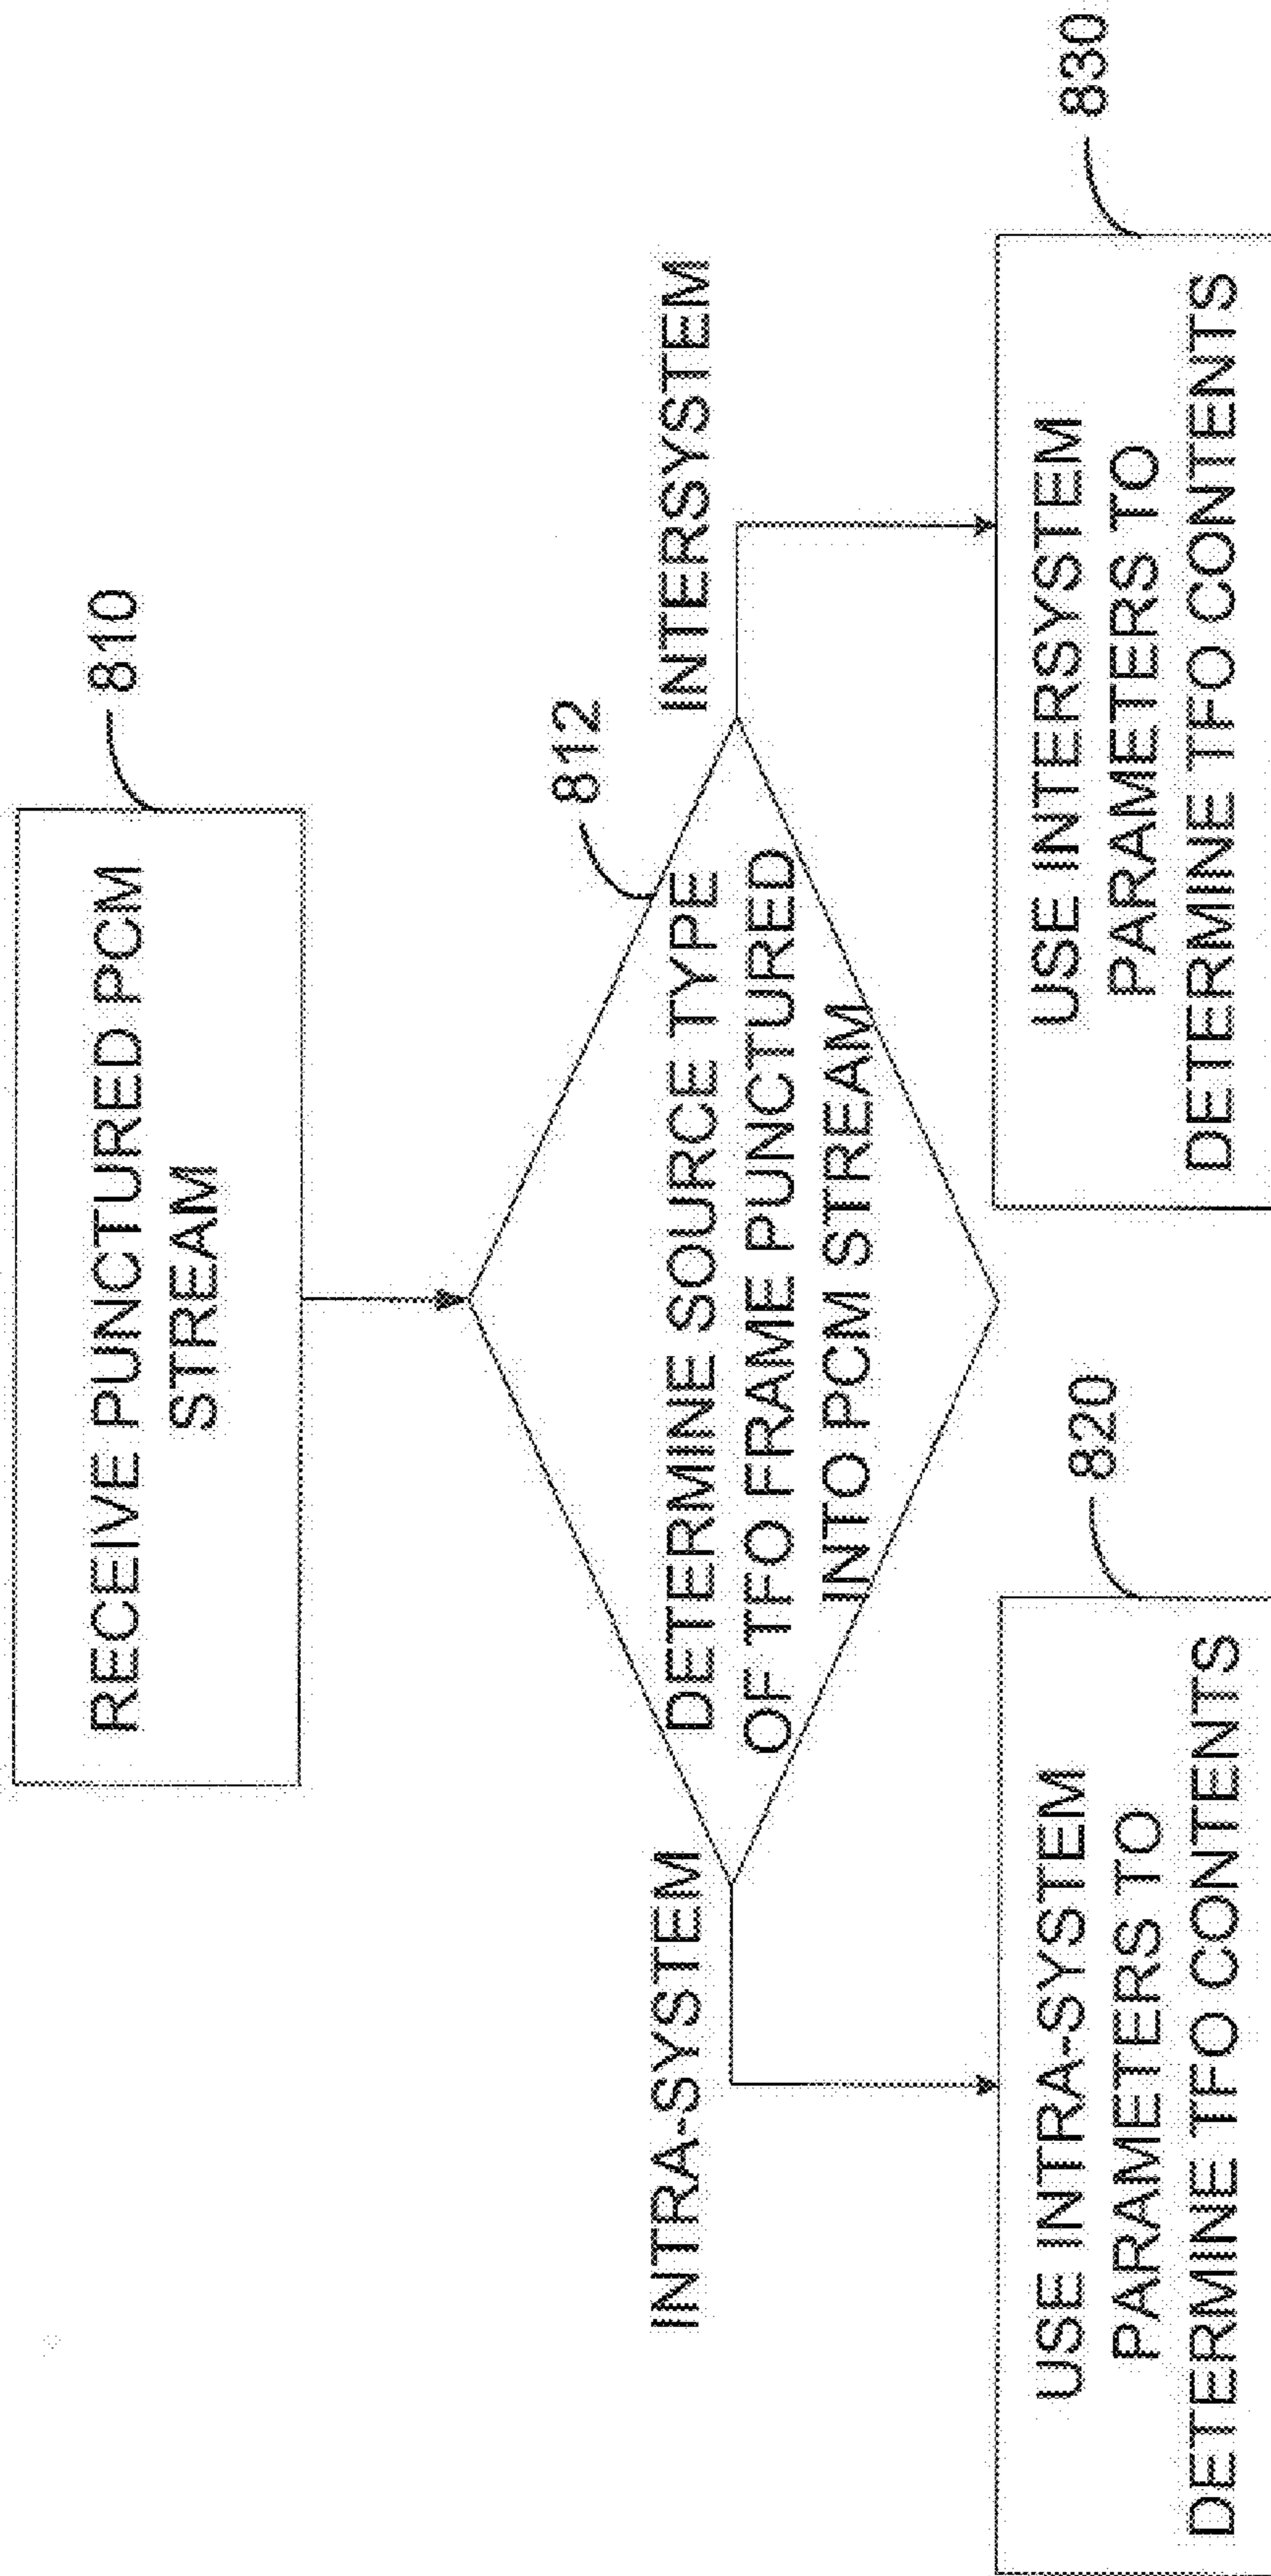 RECEIVE PUNCTURED PCM
STREAM
810
812
DETERMINE SOURCE TYPE
OF TFO FRAME PUNCTURED
INTO PCM STREAM
INTRA-SYSTEM
INTERSYSTEM
820
USE INTRA-SYSTEM
PARAMETERS TO
DETERMINE TFO CONTENTS
830
USE INTERSYSTEM
PARAMETERS TO
DETERMINE TFO CONTENTS